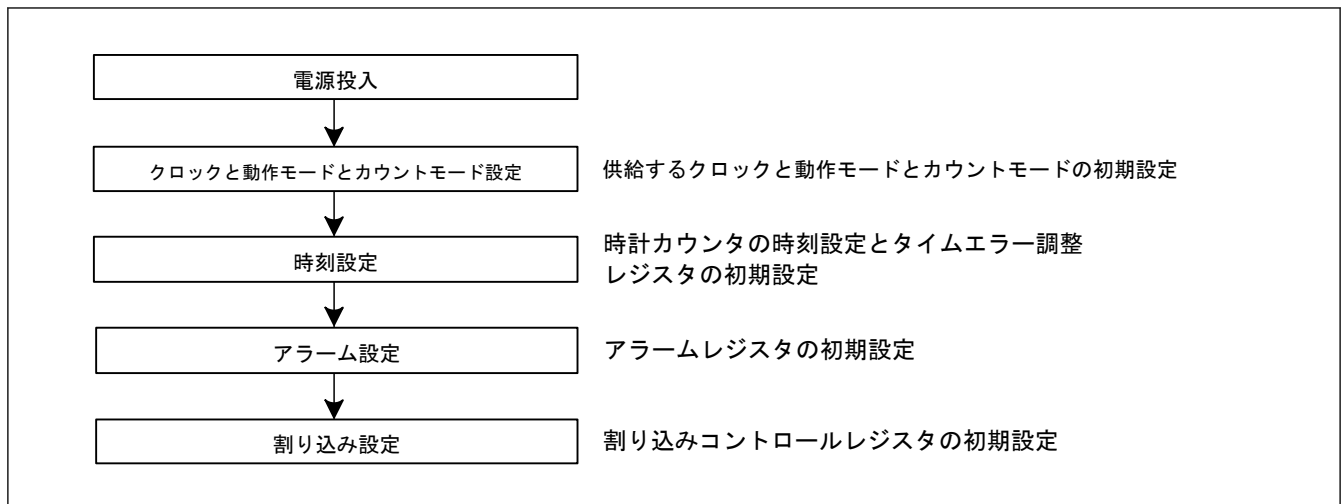 電源投入
クロックと動作モードとカウントモード設定
供給するクロックと動作モードとカウントモードの初期設定
時刻設定
時計カウンタの時刻設定とタイムエラー調整
レジスタの初期設定
アラーム設定
アラームレジスタの初期設定
割り込み設定
割り込みコントロールレジスタの初期設定